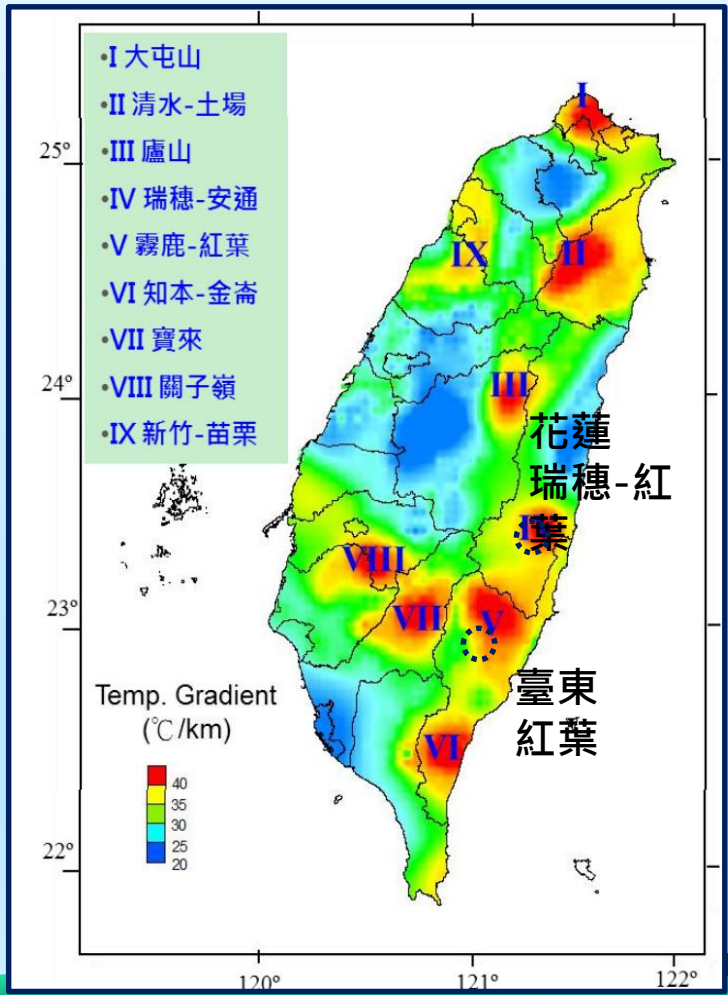 •I 大屯山
•II 清水-土場
•III 廬山
•IV 瑞穗-安通
•V 霧鹿-紅葉
•VI 知本-金崙
•VII 寶來
•VIII 關子嶺
•IX 新竹-苗栗
I
25°
IX
II
24°
III
花蓮
瑞穗-紅
葉
VIII
23°
VII
V
臺東
紅葉
Temp. Gradient
(℃/km)
VI
40
35
30
25
20
22°
120°
121°
122°